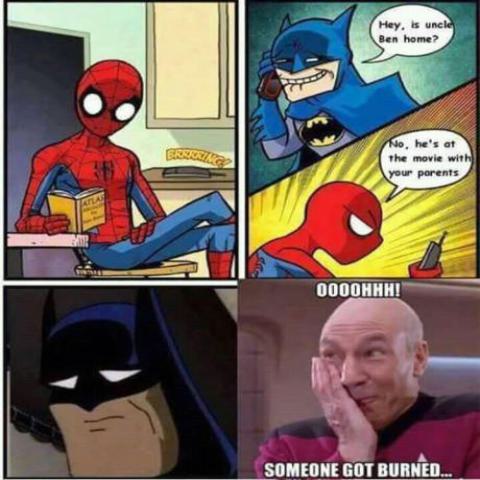 BRRRRING!
ATLAS
Hey, is uncle
Ben home?
No, he's at
the movie with
your parents
OOOOHHH!
SOMEONE GOT BURNED...